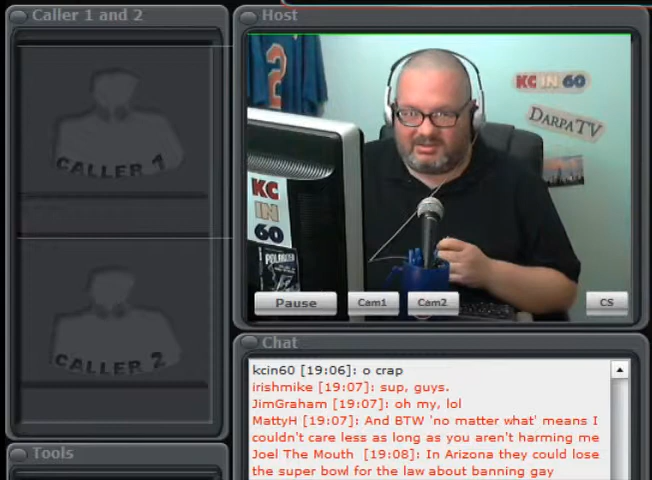 Caller 1 and 2
CALLER 1
CALLER 2
Tools
Host
2
KC IN 60
DARPATV
KC
IN
60
Pause
Cam1
Cam2
CS
Chat
kcin60 [19:06]: o crap
irishmike [19:07]: sup, guys.
JimGraham [19:07]: oh my, lol
MattyH [19:07]: And BTW 'no matter what' means I
couldn't care less as long as you aren't harming me
Joel The Mouth [19:08]: In Arizona they could lose
the super bowl for the law about banning gay